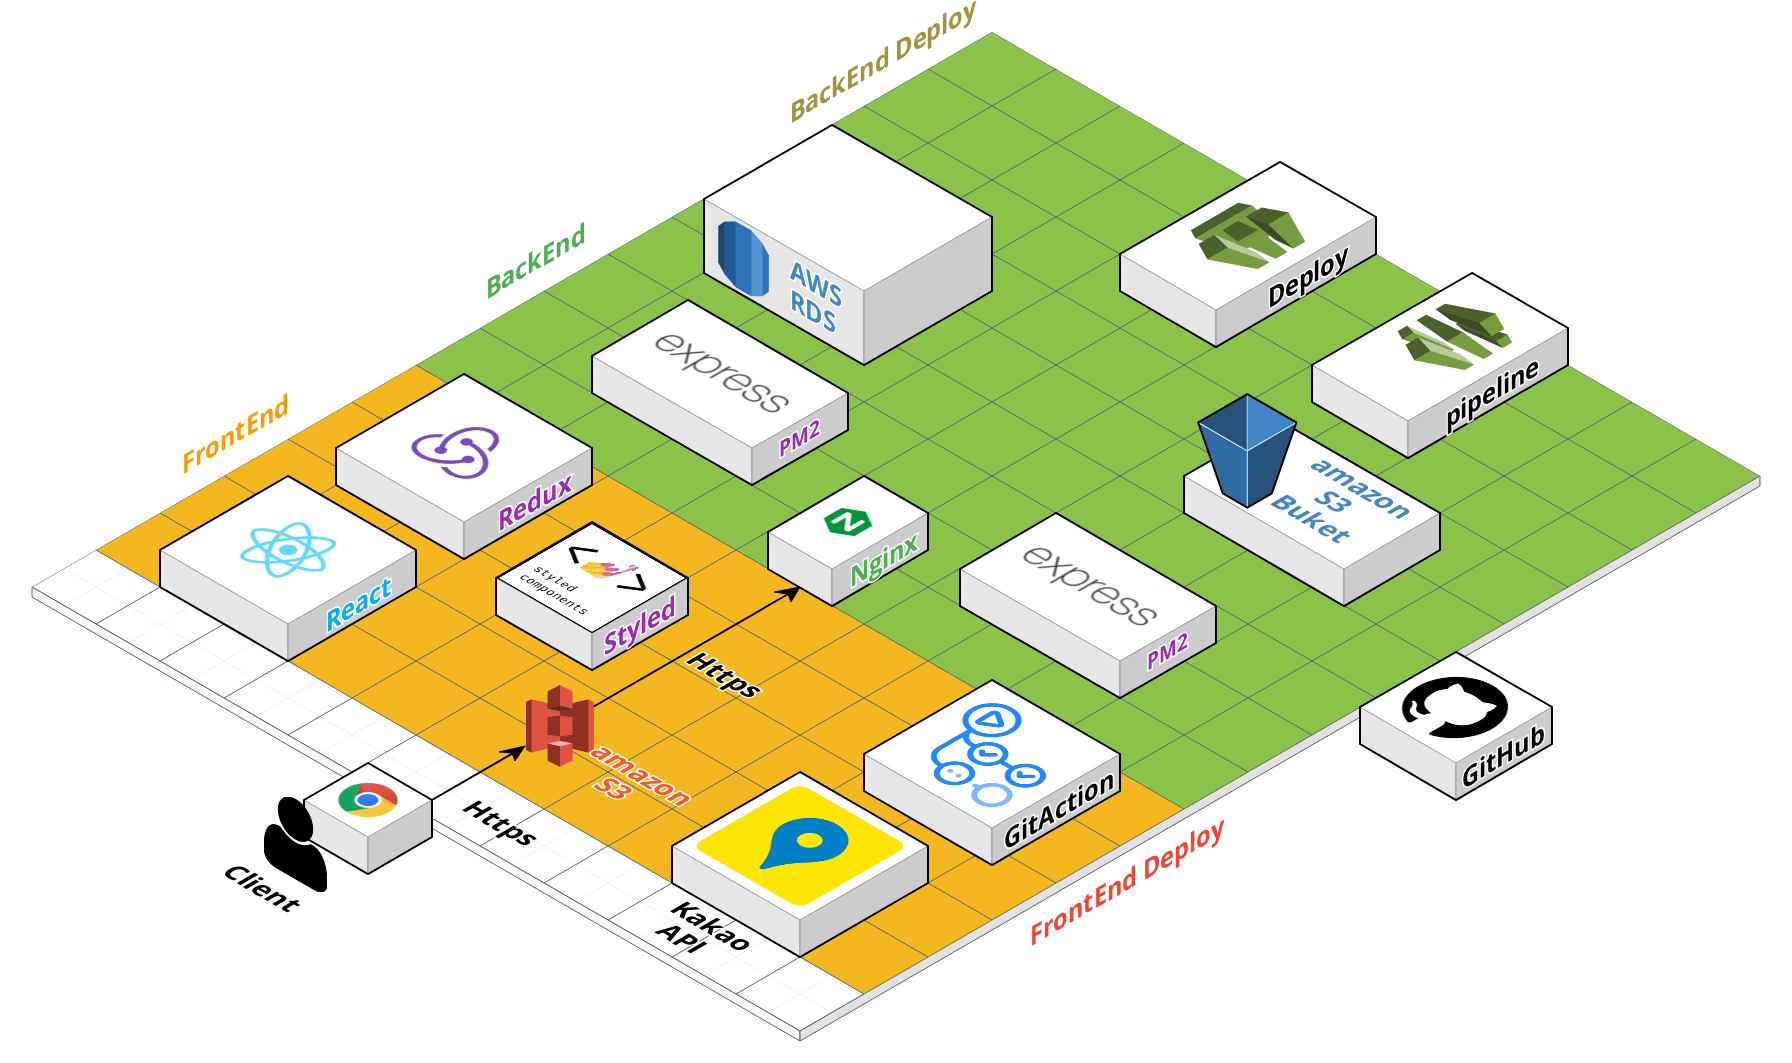 BackEnd Deploy
BackEnd
FrontEnd
AWS
RDS
Deploy
pipeline
express
PM2
Redux
React
<
>
styled
components
Styled
N
Nginx
amazon
S3
Buket
express
PM2
Https
GitHub
amazon
S3
GitAction
Https
Client
Kakao
API
FrontEnd Deploy